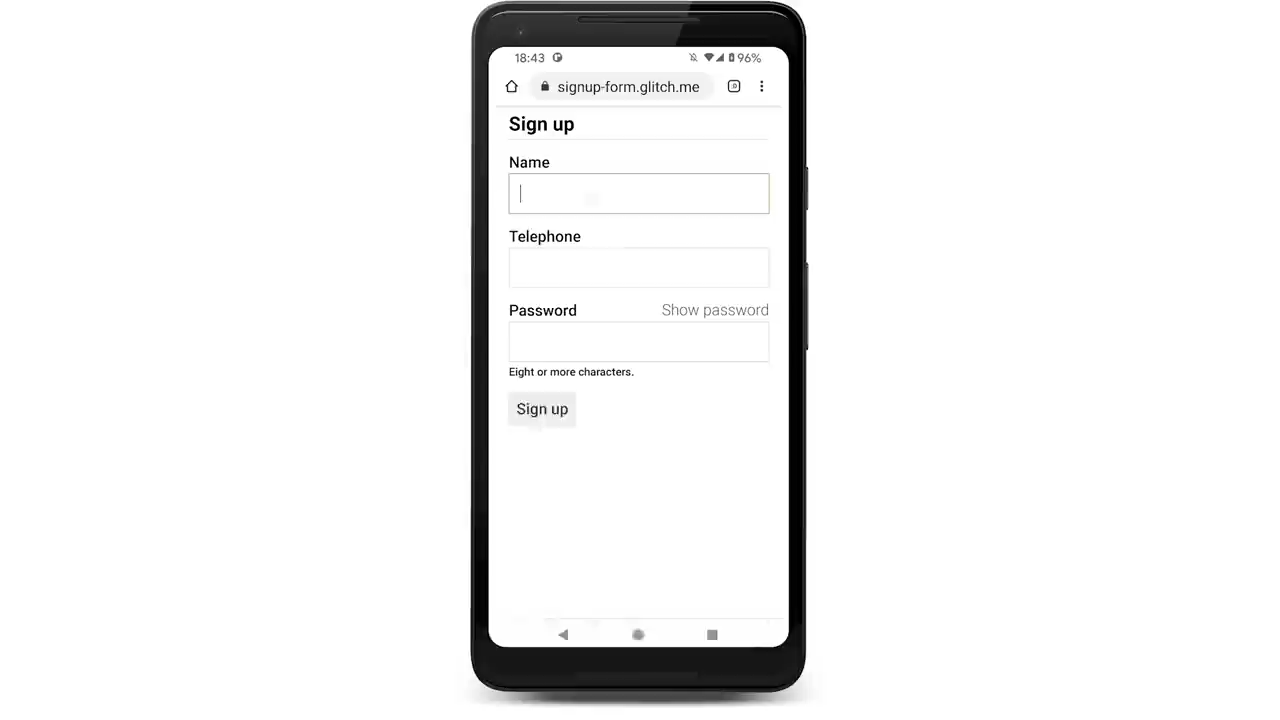 18:43 96%
signup-form.glitch.me
Sign up
Name
Telephone
Password Show password
Eight or more characters.
Sign up